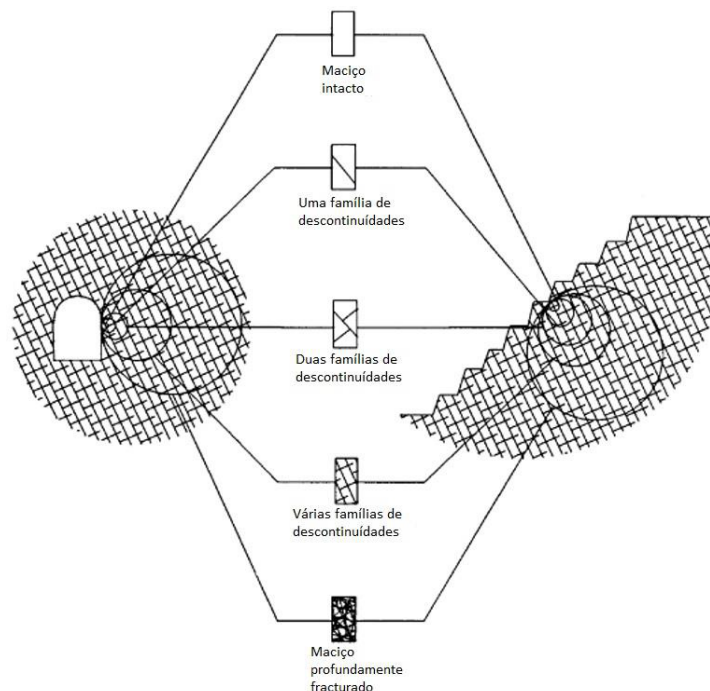 Maciço
intacto
Uma família de
descontinuídades
Duas famílias de
descontinuídades
Várias famílias de
descontinuídades
Maciço
profundamente
fracturado